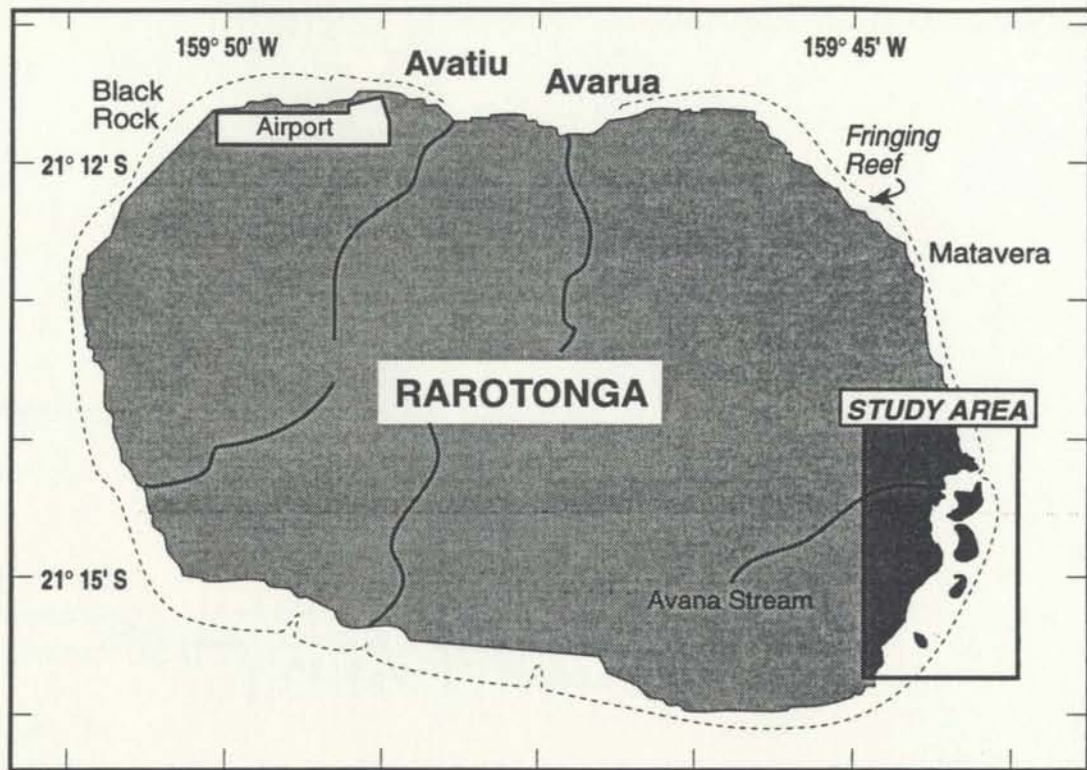 159° 50' W
159° 45' W
Avatiu
Avarua
Black
Rock
Airport
21° 12' S
Fringing
Reef
Matavera
RAROTONGA
STUDY AREA
21° 15' S
Avana Stream